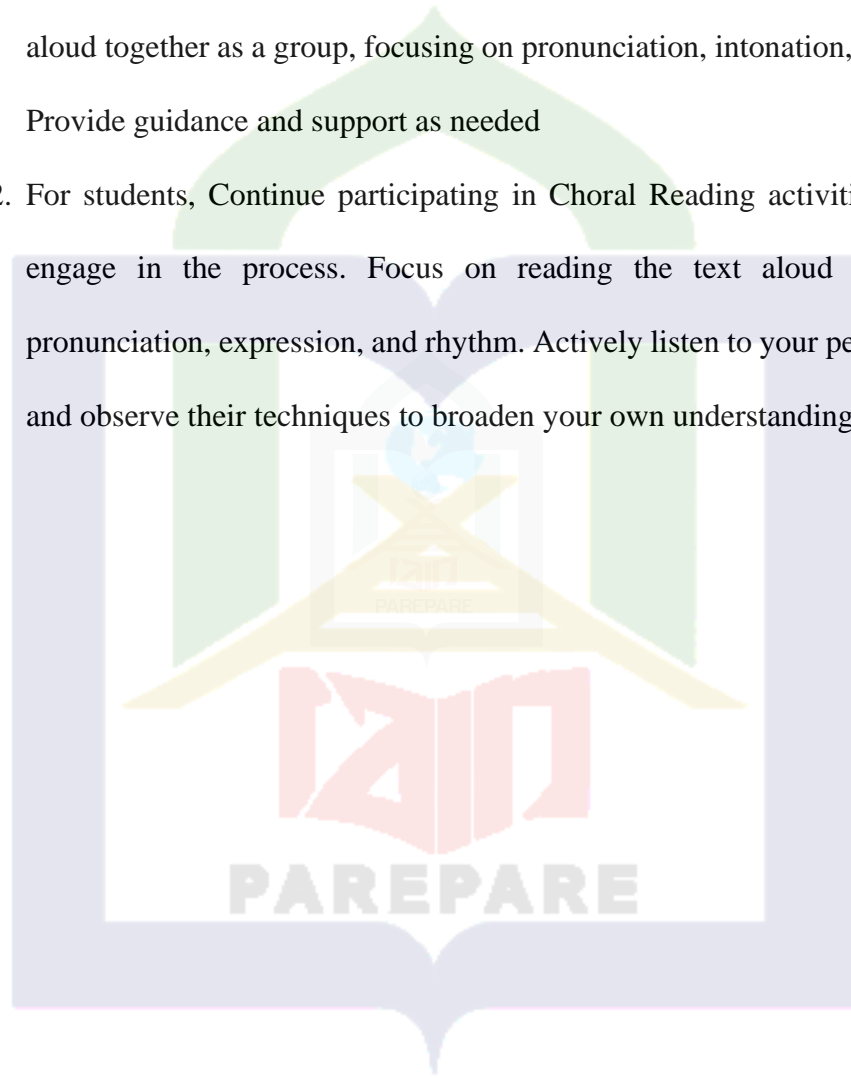 aloud together as a group, focusing on pronunciation, intonation,
Provide guidance and support as needed
2. For students, Continue participating in Choral Reading
engage in the process. Focus on reading the text aloud
pronunciation, expression, and rhythm. Actively listen to your
and observe their techniques to broaden your own understanding
PAREPARE
PAREPARE